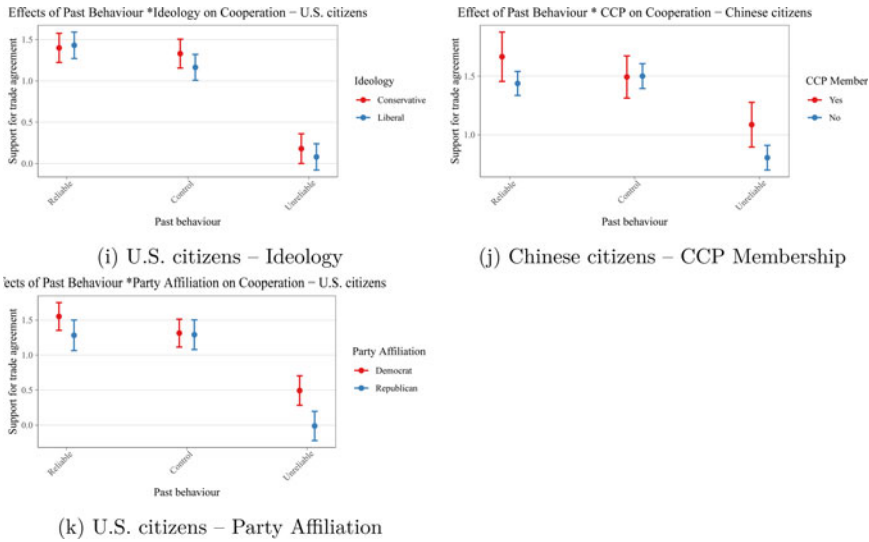 Effects of Past Behaviour *Ideology on Cooperation − U.S. citizens
Support for trade agreement
1.5
1.0
0.5
0.0
Reliable
Control
Unreliable
Past behaviour
Ideology
Conservative
Liberal
(i) U.S. citizens – Ideology
Effect of Past Behaviour * CCP on Cooperation − Chinese citizens
Support for trade agreement
1.5
1.0
Reliable
Control
Unreliable
Past behaviour
CCP Member
Yes
No
(j) Chinese citizens – CCP Membership
fects of Past Behaviour *Party Affiliation on Cooperation − U.S. citizens
Support for trade agreement
1.5
1.0
0.5
0.0
Reliable
Control
Unreliable
Past behaviour
Party Affiliation
Democrat
Republican
(k) U.S. citizens – Party Affiliation